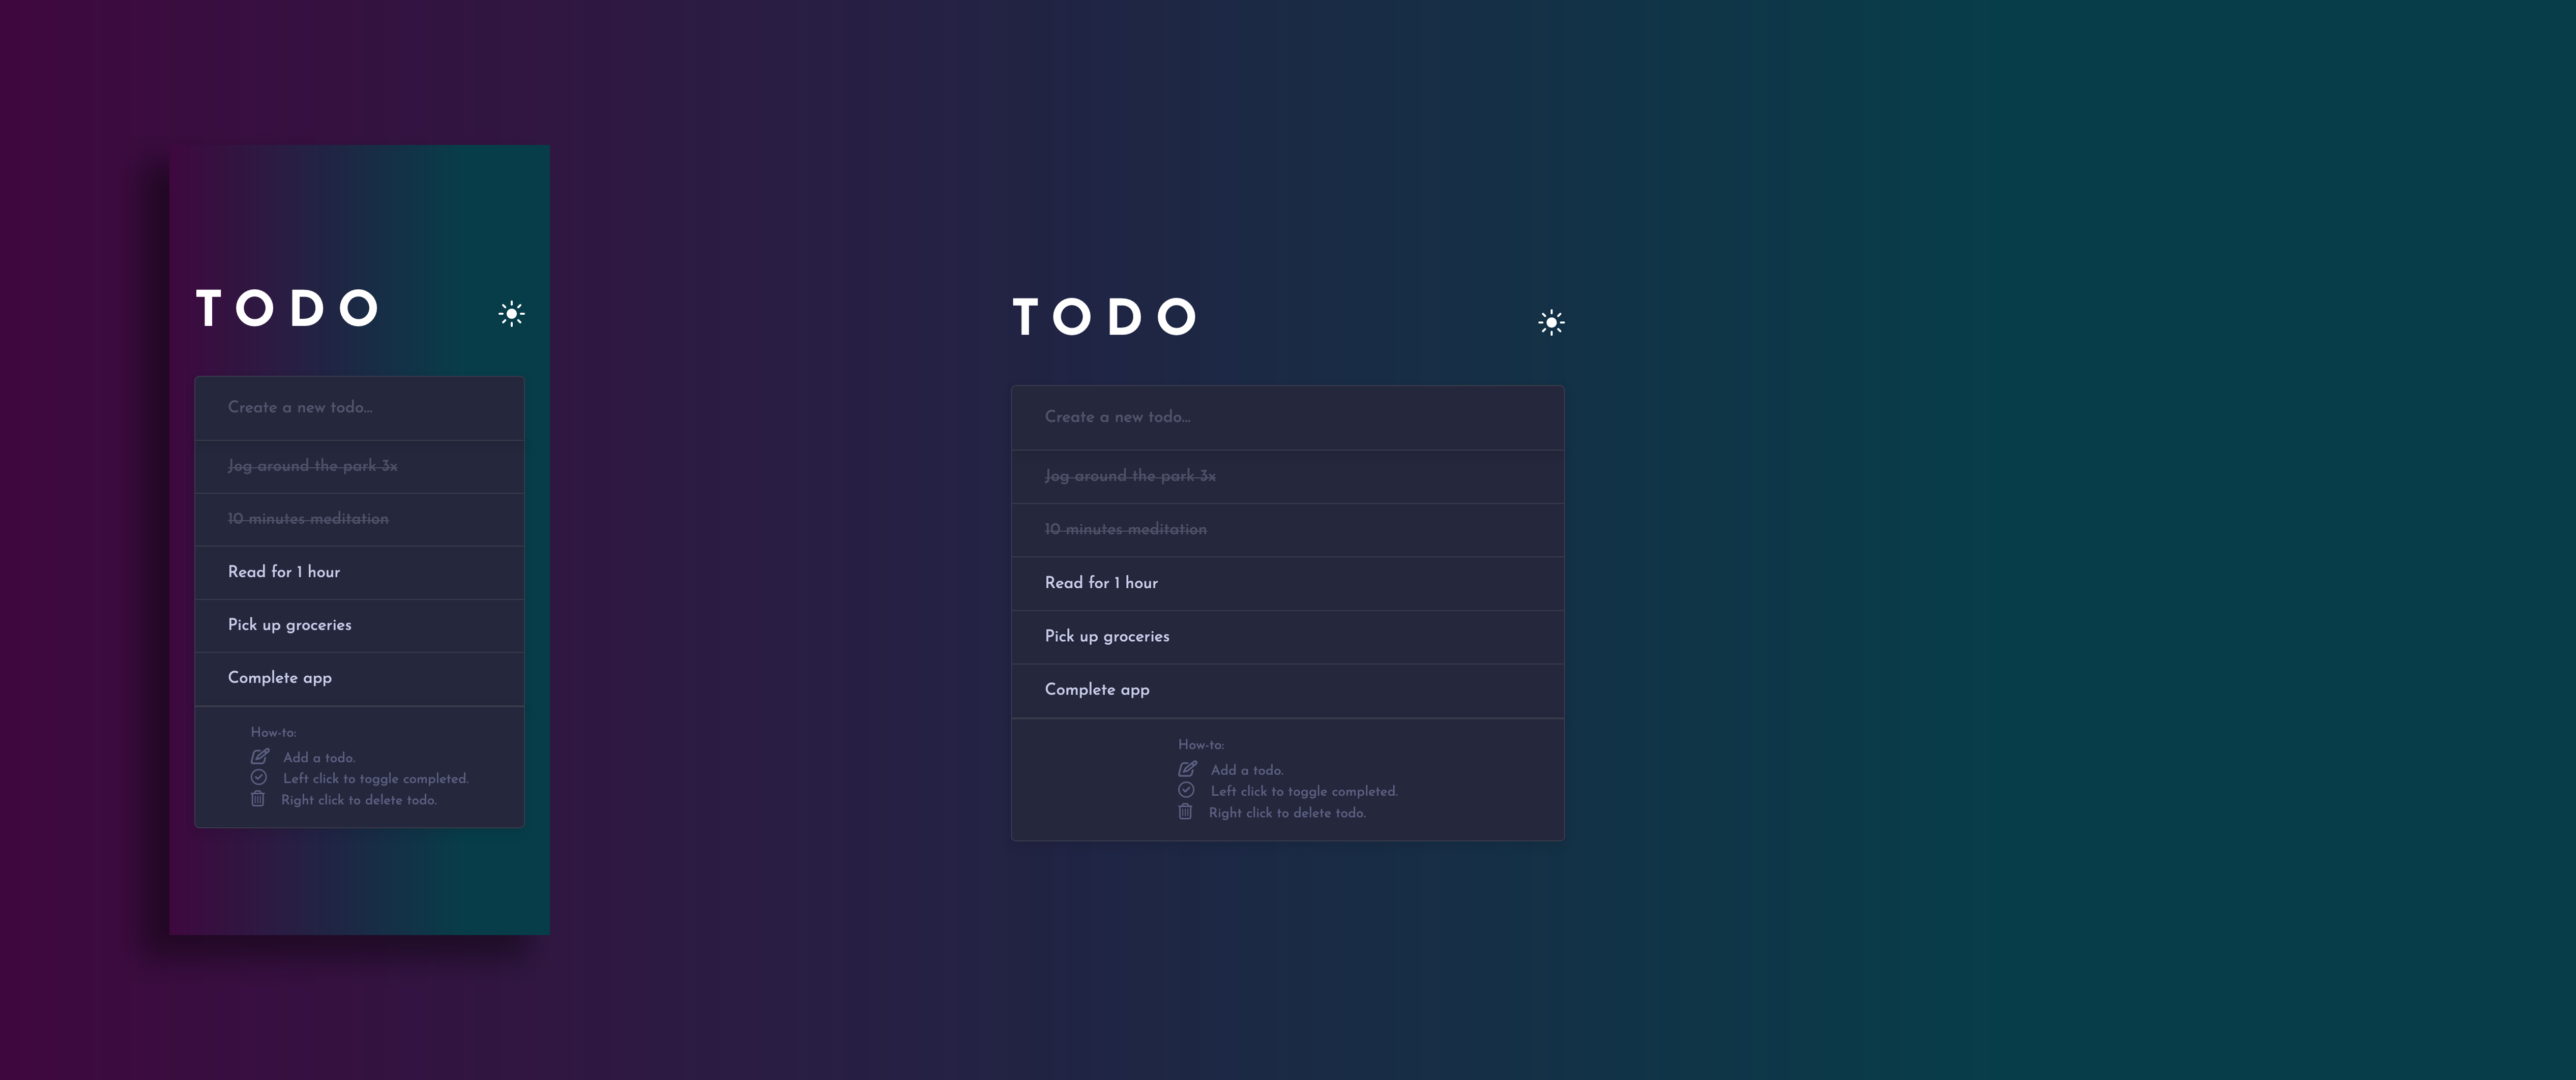 TODO
Create a new todo...
Jog around the park 3x
10 minutes meditation
Read for 1 hour
Pick up groceries
Complete app
How-to:
Add a todo.
Left click to toggle completed.
Right click to delete todo.
TODO
Create a new todo...
Jog around the park 3x
10 minutes meditation
Read for 1 hour
Pick up groceries
Complete app
How-to:
Add a todo.
Left click to toggle completed.
Right click to delete todo.